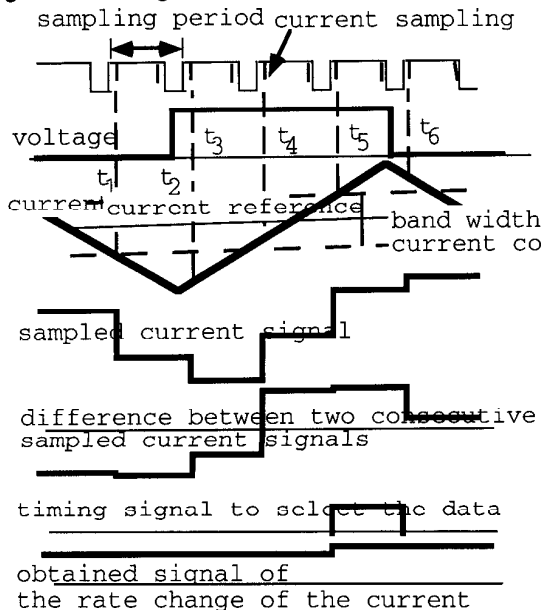 sampling period current sampling
voltage
t1 t2 t3 t4 t5 t6
current current reference
band width
current co
sampled current signal
difference between two consecutive
sampled current signals
timing signal to select the data
obtained signal of
the rate change of the current